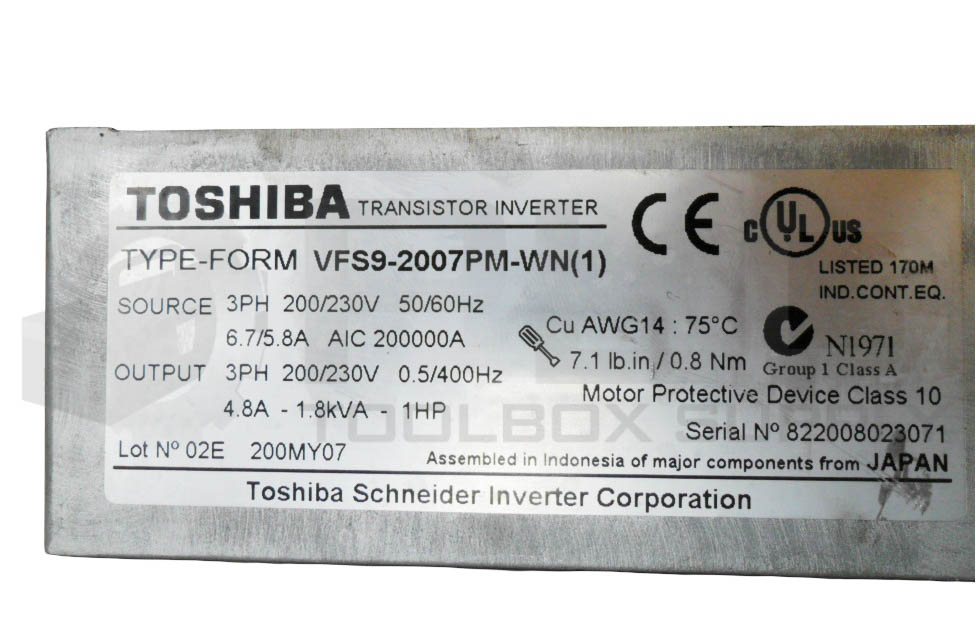 TOSHIBA TRANSISTOR INVERTER
CE
c UL US
TYPE-FORM VFS9-2007PM-WN(1)
LISTED 170M
IND.CONT.EQ.
SOURCE 3PH 200/230V 50/60Hz
6.7/5.8A AIC 200000A
Cu AWG14 : 75°C
7.1 lb.in / 0.8 Nm
N1971
Group 1 Class A
OUTPUT 3PH 200/230V 0.5/400Hz
4.8A - 1.8kVA - 1HP
Motor Protective Device Class 10
TOOLBOX SUPPLY
Serial Nº 822008023071
Lot Nº 02E 200MY07
Assembled in Indonesia of major components from JAPAN
Toshiba Schneider Inverter Corporation